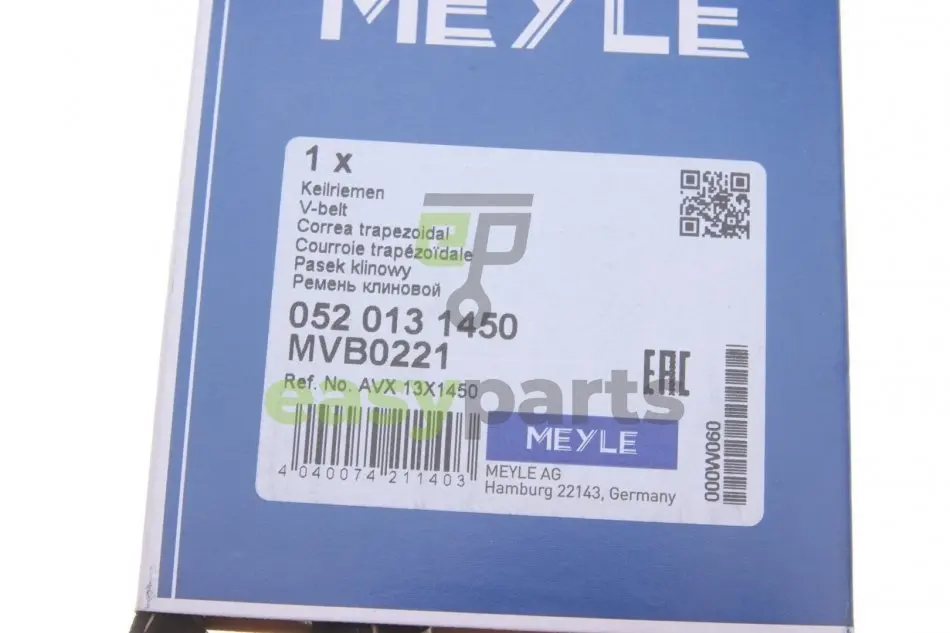 MEYLE
1 x
Keilriemen
V-belt
Correa trapezoidal
Courroie trapézoïdale
Pasek klinowy
Ремень клиновой
052 013 1450
MVB0221
Ref. No. AVX 13X1450
ep
easyparts
EAC
MEYLE
4 040074 211403
MEYLE AG
Hamburg 22143, Germany
000W060